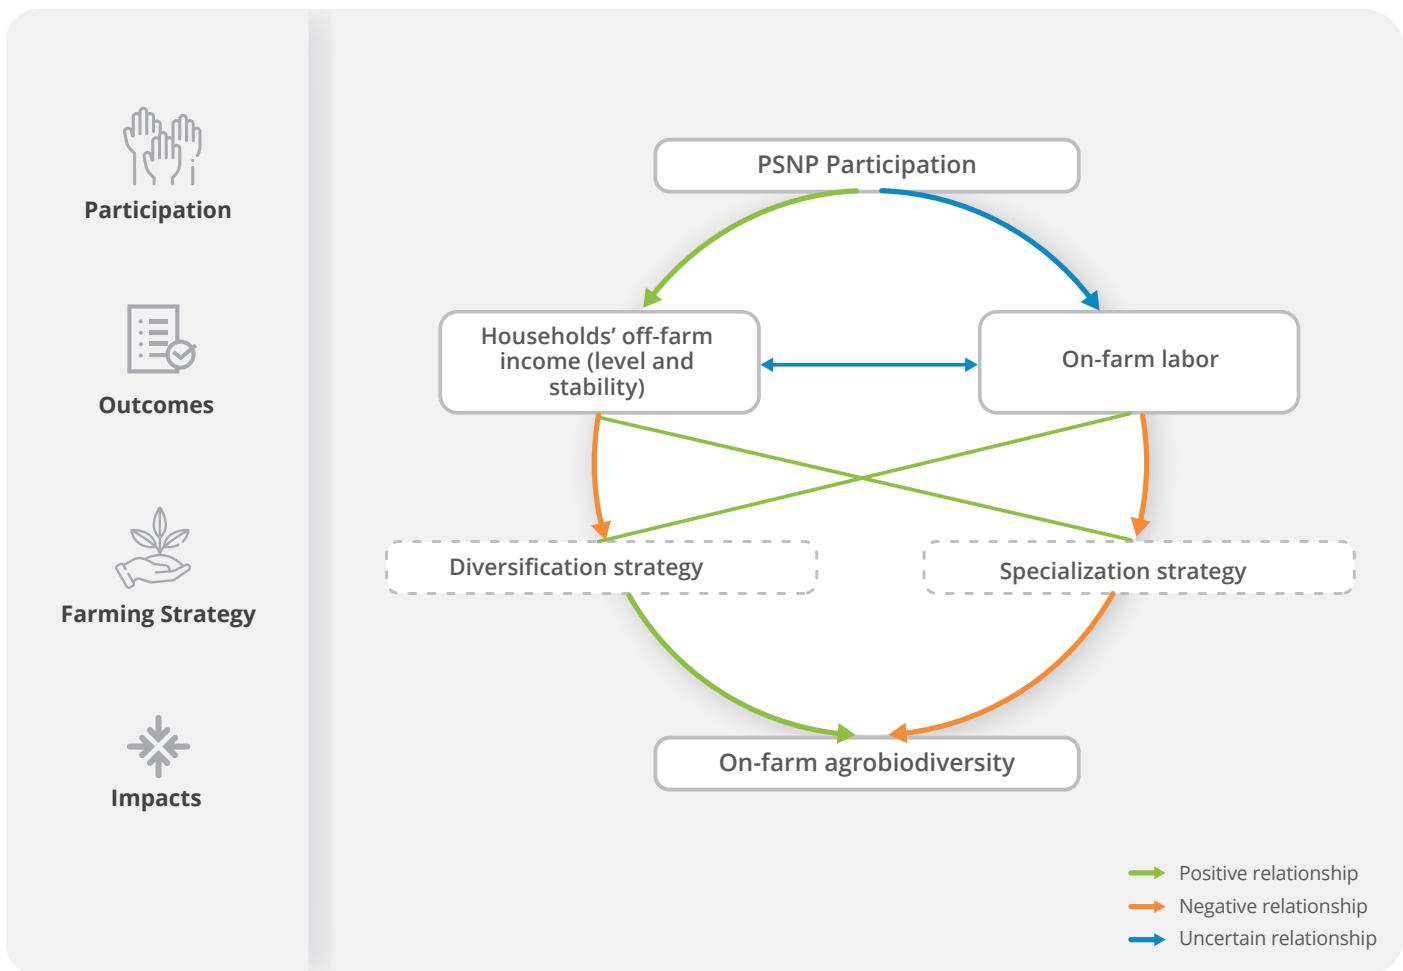 Participation
Outcomes
Farming Strategy
Impacts
PSNP Participation
Households’ off-farm
income (level and
stability)
On-farm labor
Diversification strategy
Specialization strategy
On-farm agrobiodiversity
Positive relationship
Negative relationship
Uncertain relationship